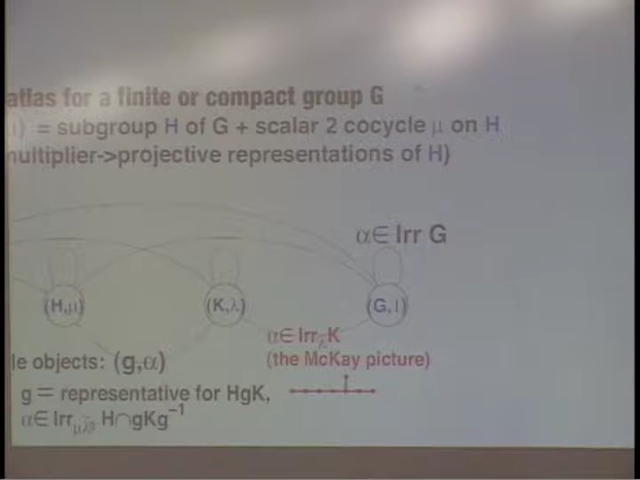 atlas for a finite or compact group G
) = subgroup H of G + scalar 2 cocycle μ on H
multiplier->projective representations of H)
α∈ Irr G
(H,μ) (K,λ) (G,1)
α∈ Irr K
(the McKay picture)
le objects: (g,α)
g = representative for HgK,
α∈ Irr H∩gKg⁻¹